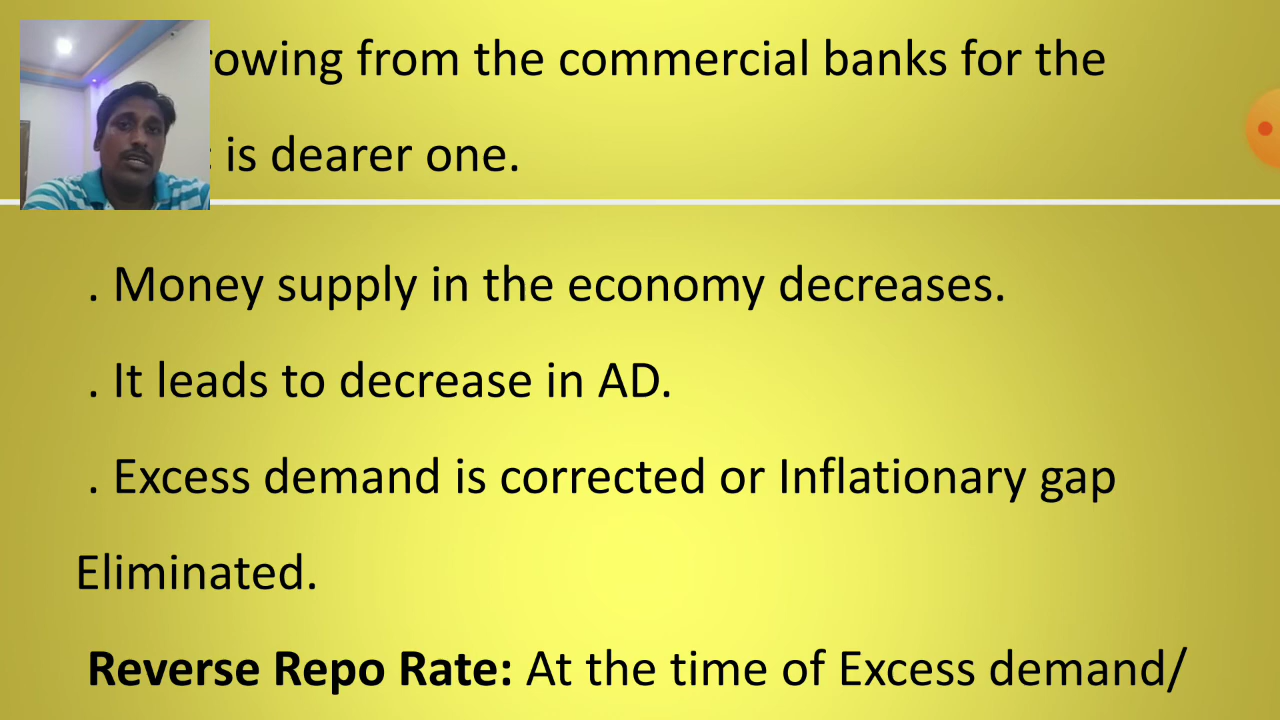 rowing from the commercial banks for the
is dearer one.
. Money supply in the economy decreases.
. It leads to decrease in AD.
. Excess demand is corrected or Inflationary gap
Eliminated.
Reverse Repo Rate: At the time of Excess demand/